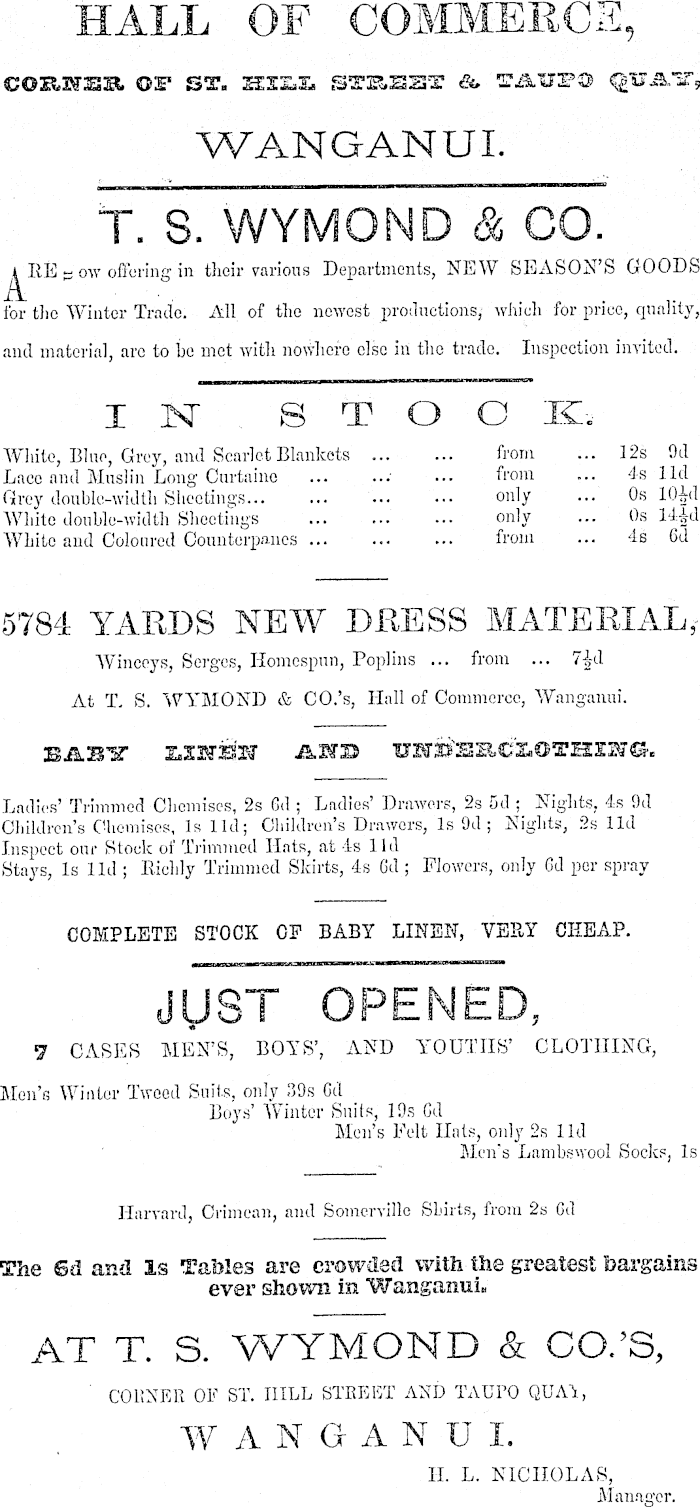 HALL OF COMMERCE,
CORNER OF ST. HILL STREET & TAUPO QUAY,
WANGANUI.
T. S. WYMOND & CO.
ARE now offering in their various Departments, NEW SEASON'S GOODS
for the Winter Trade. All of the newest productions, which for price, quality,
and material, are to be met with nowhere else in the trade. Inspection invited.
IN STOCK.
White, Blue, Grey, and Scarlet Blankets ... ... from ... 12s 9d
Lace and Muslin Long Curtains ... ... ... from ... 4s 11d
Grey double-width Sheetings... ... ... ... only ... 0s 10½d
White double-width Sheetings ... ... ... only ... 0s 14½d
White and Coloured Counterpanes ... ... ... from ... 4s 6d
5784 YARDS NEW DRESS MATERIAL,
Winceys, Serges, Homespun, Poplins ... from ... 7½d
At T. S. WYMOND & CO.'s, Hall of Commerce, Wanganui.
BABY LINEN AND UNDERCLOTHING.
Ladies' Trimmed Chemises, 2s 6d ; Ladies' Drawers, 2s 5d ; Nights, 4s 9d
Children's Chemises, 1s 11d; Children's Drawers, 1s 9d ; Nights, 2s 11d
Inspect our Stock of Trimmed Hats, at 4s 11d
Stays, 1s 11d ; Richly Trimmed Skirts, 4s 6d ; Flowers, only 6d per spray
COMPLETE STOCK OF BABY LINEN, VERY CHEAP.
JUST OPENED,
7 CASES MEN'S, BOYS', AND YOUTHS' CLOTHING,
Men's Winter Tweed Suits, only 39s 6d
Boys' Winter Suits, 19s 6d
Men's Felt Hats, only 2s 11d
Men's Lambswool Socks, 1s
Harvard, Crimean, and Somerville Shirts, from 2s 6d
The 6d and 1s Tables are crowded with the greatest bargains
ever shown in Wanganui.
AT T. S. WYMOND & CO.'S,
CORNER OF ST. HILL STREET AND TAUPO QUAY,
WANGANUI.
H. L. NICHOLAS,
Manager.